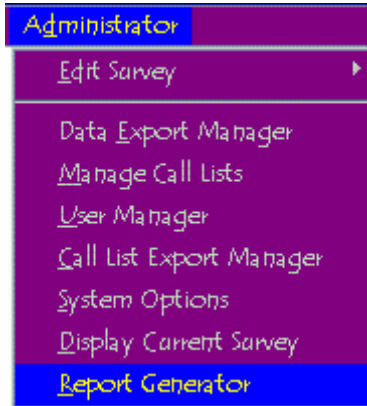 Administrator
Edit Survey
Data Export Manager
Manage Call Lists
User Manager
Call List Export Manager
System Options
Display Current Survey
Report Generator